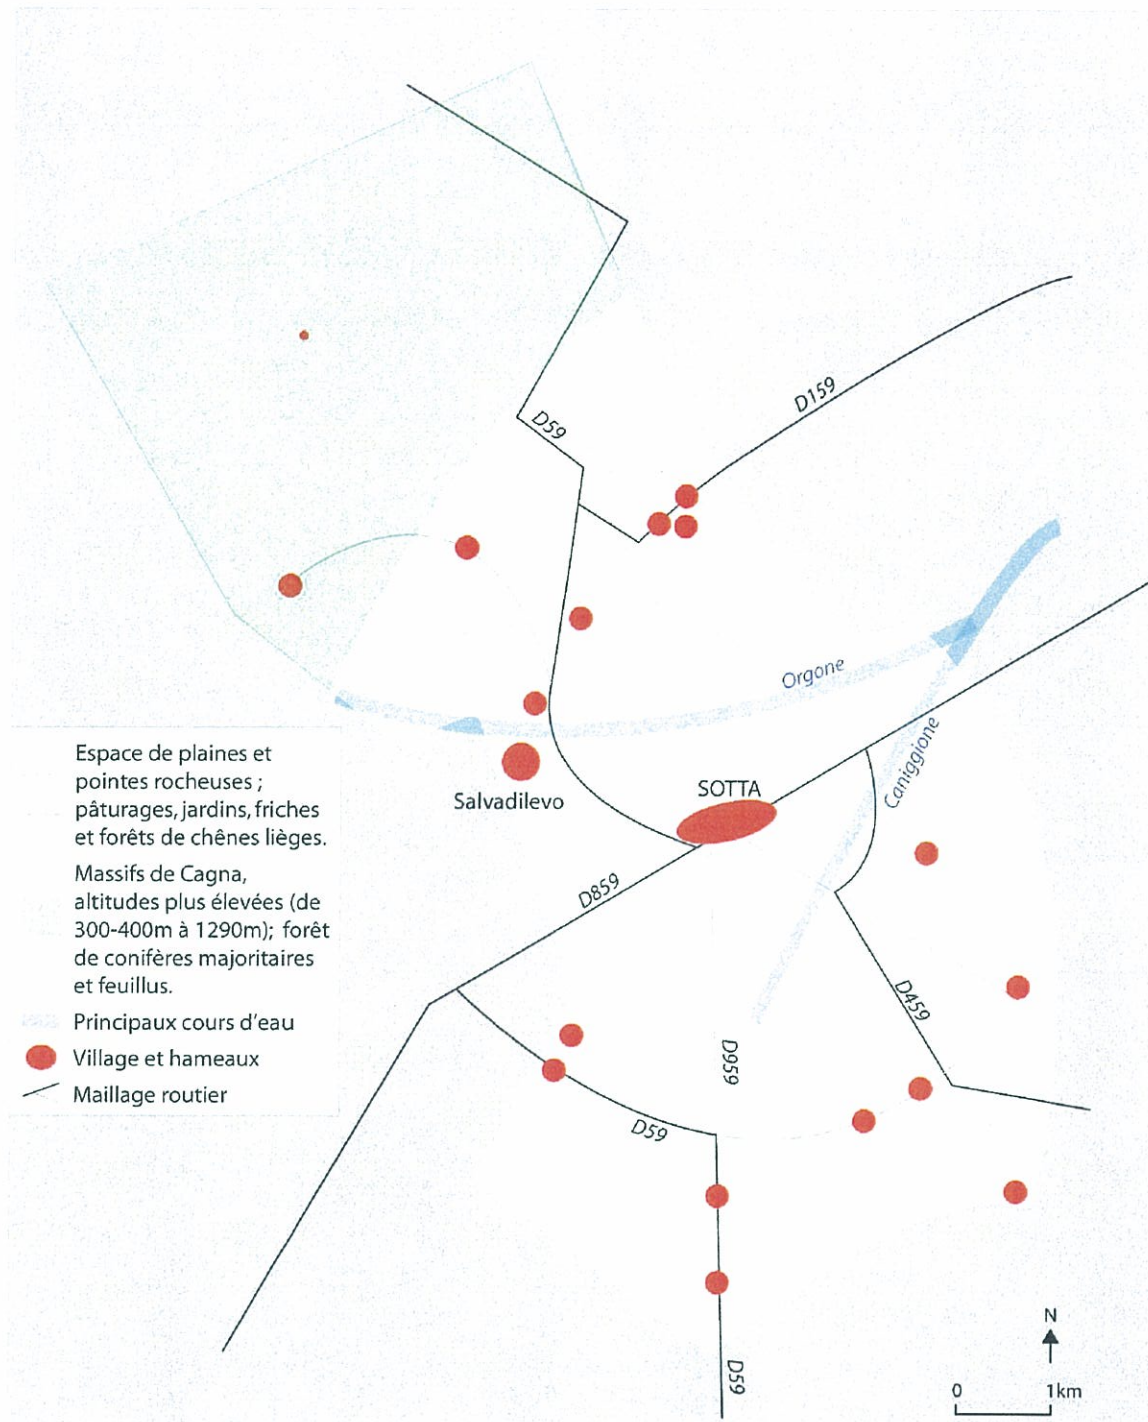 D159
D59
Orgone
Caniggione
SOTTA
Salvadilevo
D859
D459
D959
D59
D59
Espace de plaines et
pointes rocheuses ;
pâturages, jardins, friches
et forêts de chênes lièges.
Massifs de Cagna,
altitudes plus élevées (de
300-400m à 1290m); forêt
de conifères majoritaires
et feuillus.
Principaux cours d'eau
Village et hameaux
Maillage routier
N
0 1km